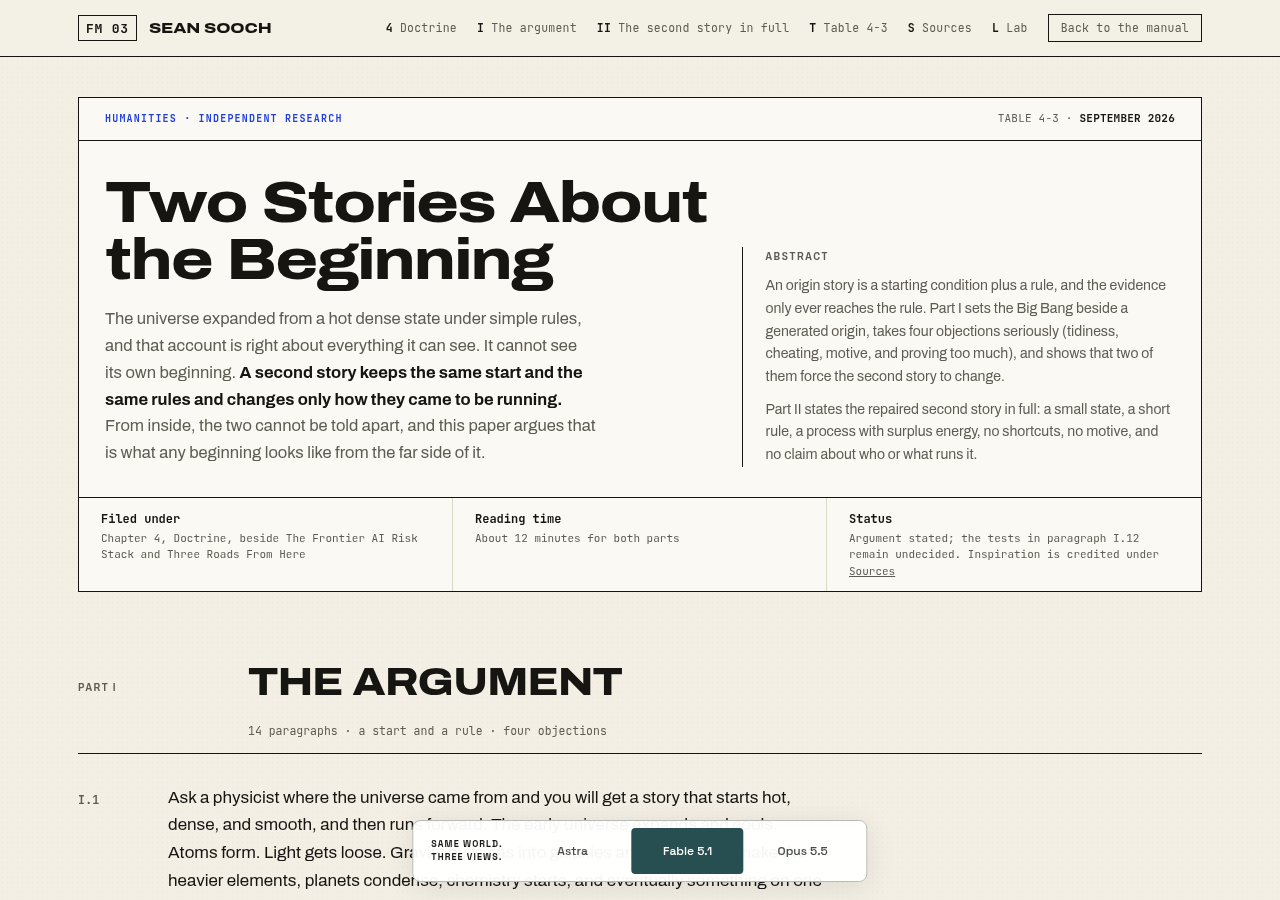 FM 03 SEAN SOOCH 4 Doctrine I The argument II The second story in full T Table 4-3 S Sources L Lab Back to the manual
HUMANITIES · INDEPENDENT RESEARCH
TABLE 4-3 · SEPTEMBER 2026
Two Stories About
the Beginning
The universe expanded from a hot dense state under simple rules,
and that account is right about everything it can see. It cannot see
its own beginning. A second story keeps the same start and the
same rules and changes only how they came to be running.
From inside, the two cannot be told apart, and this paper argues that
is what any beginning looks like from the far side of it.
ABSTRACT
An origin story is a starting condition plus a rule, and the evidence
only ever reaches the rule. Part I sets the Big Bang beside a
generated origin, takes four objections seriously (tidiness,
cheating, motive, and proving too much), and shows that two of
them force the second story to change.
Part II states the repaired second story in full: a small state, a short
rule, a process with surplus energy, no shortcuts, no motive, and
no claim about who or what runs it.
Filed under
Chapter 4, Doctrine, beside The Frontier AI Risk
Stack and Three Roads From Here
Reading time
About 12 minutes for both parts
Status
Argument stated; the tests in paragraph I.12
remain undecided. Inspiration is credited under
Sources
PART I
THE ARGUMENT
14 paragraphs · a start and a rule · four objections
I.1
Ask a physicist where the universe came from and you will get a story that starts hot,
dense, and smooth, and then runs forward. The early universe expands and cools.
Atoms form. Light gets loose.
heavier elements, planets condense, chemistry starts, and eventually something on one
SAME WORLD.
THREE VIEWS.
Astra
Fable 5.1
Opus 5.5